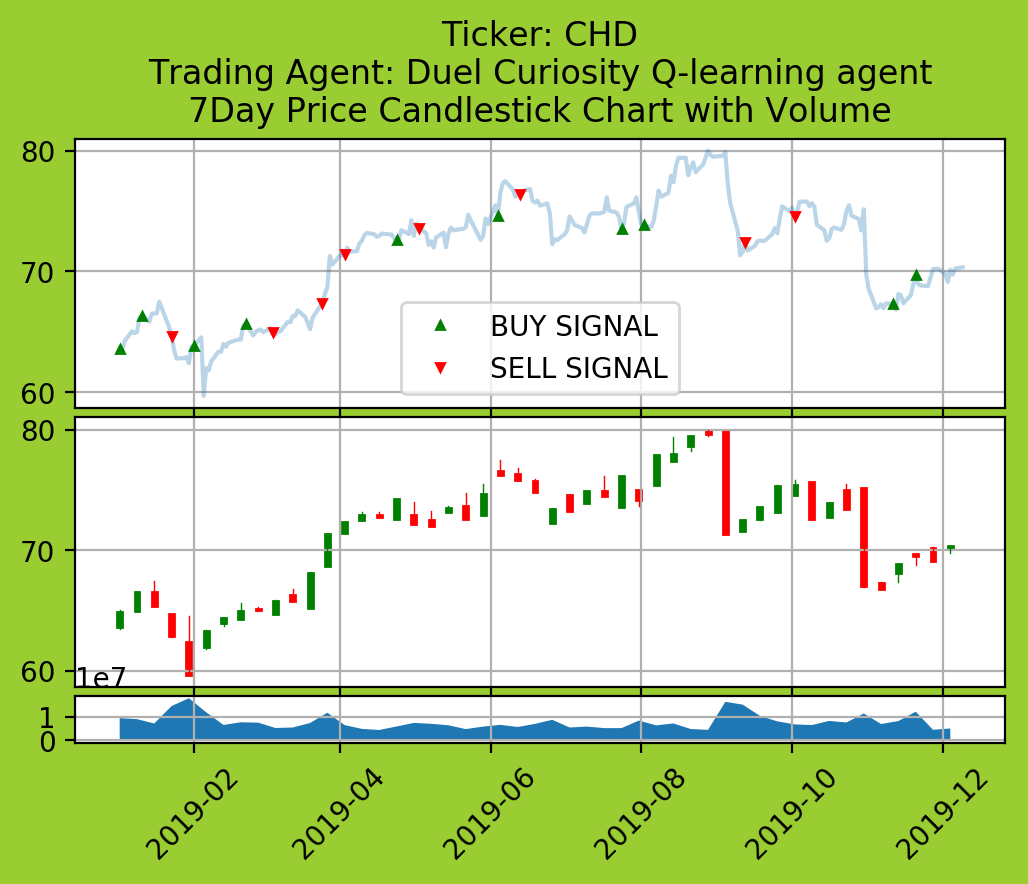 Ticker: CHD
Trading Agent: Duel Curiosity Q-learning agent
7Day Price Candlestick Chart with Volume
80
70
60
BUY SIGNAL
SELL SIGNAL
80
70
60
1e7
1
0
2019-02
2019-04
2019-06
2019-08
2019-10
2019-12